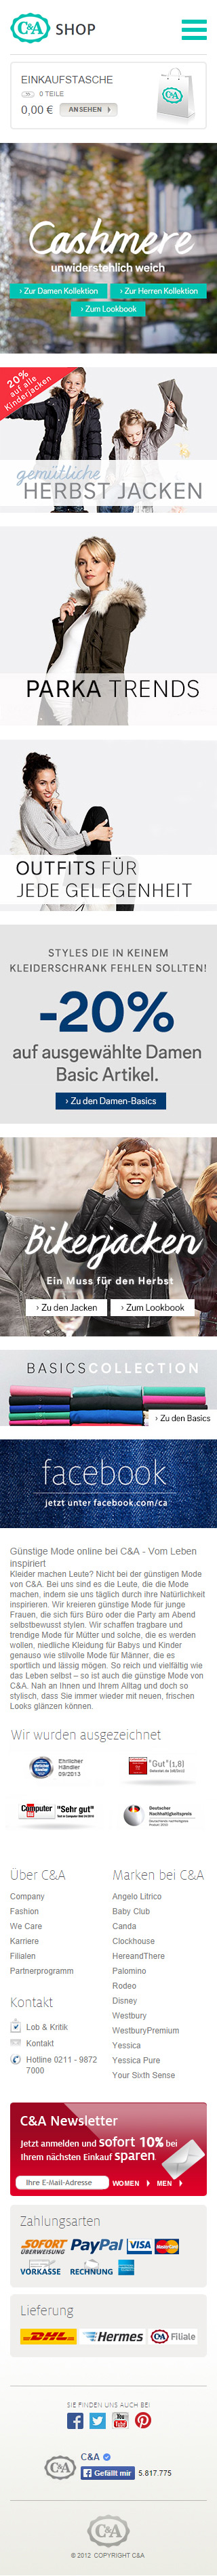 C&A SHOP
EINKAUFSTASCHE
0 TEILE
0,00 € ANSEHEN
C&A
Cashmere
unwiderstehlich weich
› Zur Damen Kollektion › Zur Herren Kollektion
› Zum Lookbook
20%
auf alle
Kinderjacken
gemütliche
HERBST JACKEN
PARKA TRENDS
OUTFITS FÜR
JEDE GELEGENHEIT
STYLES DIE IN KEINEM
KLEIDERSCHRANK FEHLEN SOLLTEN!
-20%
auf ausgewählte Damen
Basic Artikel.
› Zu den Damen-Basics
Bikerjacken
Ein Muss für den Herbst
› Zu den Jacken › Zum Lookbook
BASICSCOLLECTION
› Zu den Basics
facebook
Jetzt unter facebook.com/ca
Günstige Mode online bei C&A - Vom Leben
inspiriert
Kleider machen Leute? Nicht bei der günstigen Mode
von C&A. Bei uns sind es die Leute, die die Mode
machen, indem sie uns täglich durch ihre Natürlichkeit
inspirieren. Wir kreieren günstige Mode für junge
Frauen, die sich fürs Büro oder die Party am Abend
selbstbewusst stylen. Wir schaffen tragbare und
trendige Mode für Mütter und solche, die es werden
wollen, niedliche Kleidung für Babys und Kinder
genauso wie stilvolle Mode für Männer, die es
sportlich und lässig mögen. So reich und vielfältig wie
das Leben selbst – so ist auch die günstige Mode von
C&A. Nah an Ihnen und Ihrem Alltag und doch so
stylisch, dass Sie immer wieder mit neuen, frischen
Looks glänzen können.
Wir wurden ausgezeichnet
Ehrlicher
Händler
09/2013
"Gut"(1,8)
Computer "Sehr gut"
Deutscher
Nachhaltigkeitspreis
Über C&A
Company
Fashion
We Care
Karriere
Filialen
Partnerprogramm
Kontakt
Lob & Kritik
Kontakt
Hotline 0211 - 9872
7000
Marken bei C&A
Angelo Litrico
Baby Club
Canda
Clockhouse
HereandThere
Palomino
Rodeo
Disney
Westbury
WestburyPremium
Yessica
Yessica Pure
Your Sixth Sense
C&A Newsletter
Jetzt anmelden und sofort 10% bei
Ihrem nächsten Einkauf sparen.
Ihre E-Mail-Adresse WOMEN MEN
Zahlungsarten
SOFORT ÜBERWEISUNG PayPal VISA MasterCard
VORKASSE RECHNUNG
Lieferung
DHL Hermes C&A Filiale
SIE FINDEN UNS AUCH BEI
You Tube
C&A C&A
Gefällt mir 5.817.775
C&A
© 2012 COPYRIGHT C&A